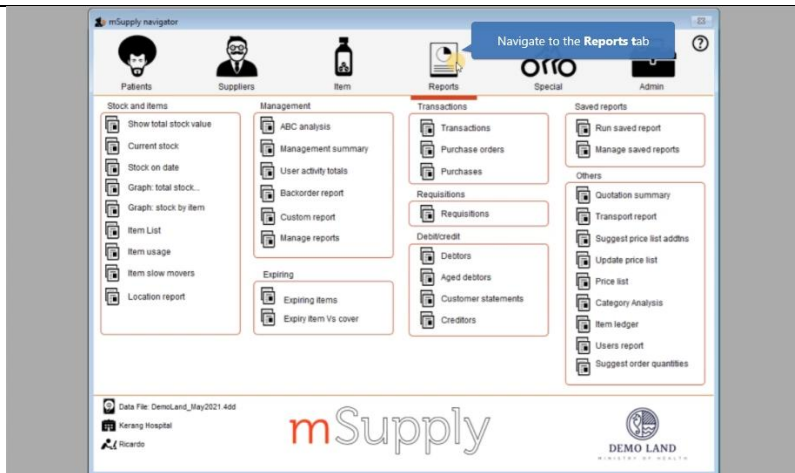 mSupply navigator
Navigate to the Reports tab
Patients
Suppliers
Item
Reports
Special
Admin
Stock and items
Show total stock value
Current stock
Stock on date
Graph: total stock...
Graph: stock by item
Item List
Item usage
Item slow movers
Location report
Management
ABC analysis
Management summary
User activity totals
Backorder report
Custom report
Manage reports
Expiring
Expiring items
Expiry item Vs cover
Transactions
Transactions
Purchase orders
Purchases
Requisitions
Requisitions
Debit/credit
Debtors
Aged debtors
Customer statements
Creditors
Saved reports
Run saved report
Manage saved reports
Others
Quotation summary
Transport report
Suggest price list addtns
Update price list
Price list
Category Analysis
Item ledger
Users report
Suggest order quantities
Data File: DemoLand_May2021.4dd
Kerang Hospital
Ricardo
mSupply
DEMO LAND
MINISTRY OF HEALTH